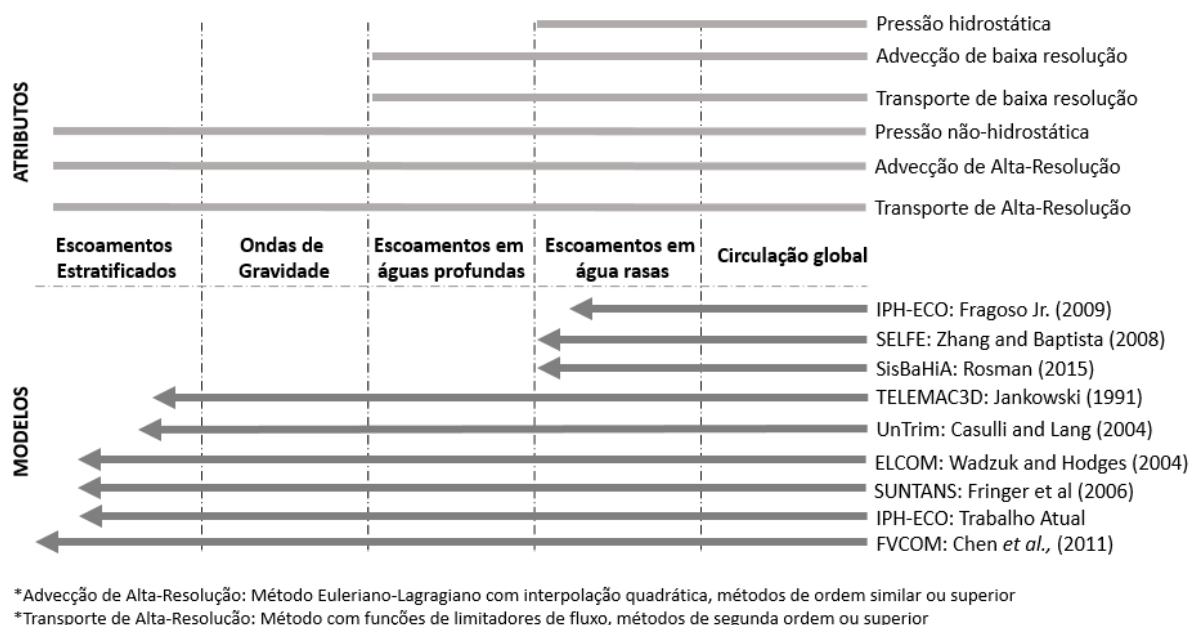 Pressão hidrostática
Advecção de baixa resolução
Transporte de baixa resolução
Pressão não-hidrostática
Advecção de Alta-Resolução
Transporte de Alta-Resolução
ATRIBUTOS
Escoamentos
Estratificados
Ondas de
Gravidade
Escoamentos em
águas profundas
Escoamentos em
água rasas
Circulação global
MODELOS
IPH-ECO: Fragoso Jr. (2009)
SELFE: Zhang and Baptista (2008)
SisBaHiA: Rosman (2015)
TELEMAC3D: Jankowski (1991)
UnTrim: Casulli and Lang (2004)
ELCOM: Wadzuk and Hodges (2004)
SUNTANS: Fringer et al (2006)
IPH-ECO: Trabalho Atual
FVCOM: Chen et al., (2011)
*Advecção de Alta-Resolução: Método Euleriano-Lagragiano com interpolação quadrática, métodos de ordem similar ou superior
*Transporte de Alta-Resolução: Método com funções de limitadores de fluxo, métodos de segunda ordem ou superior